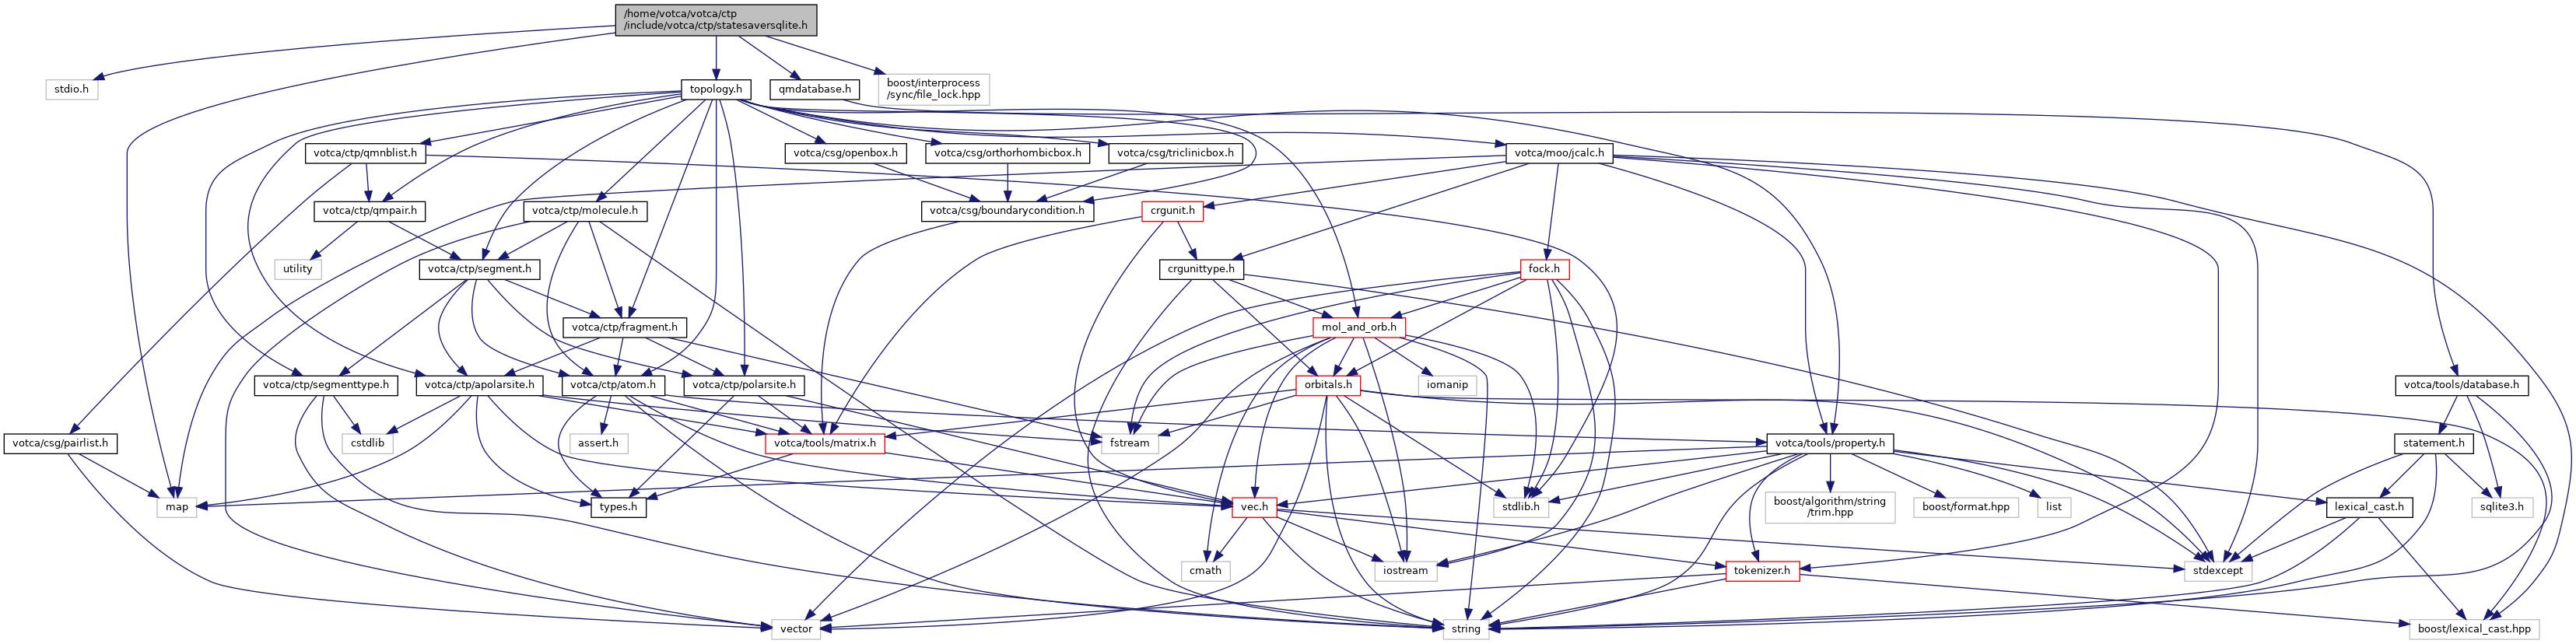 /home/votca/votca/ctp
/include/votca/ctp/statesaversqlite.h
stdio.h
topology.h
qmdatabase.h
boost/interprocess
/sync/file_lock.hpp
votca/ctp/qmnblist.h
votca/csg/openbox.h
votca/csg/orthorhombicbox.h
votca/csg/triclinicbox.h
votca/moo/jcalc.h
votca/ctp/qmpair.h
votca/ctp/molecule.h
votca/csg/boundarycondition.h
crgunit.h
utility
votca/ctp/segment.h
crgunittype.h
fock.h
votca/ctp/fragment.h
mol_and_orb.h
votca/ctp/segmenttype.h
votca/ctp/apolarsite.h
votca/ctp/atom.h
votca/ctp/polarsite.h
orbitals.h
iomanip
votca/tools/database.h
votca/csg/pairlist.h
cstdlib
assert.h
votca/tools/matrix.h
fstream
votca/tools/property.h
statement.h
map
types.h
vec.h
stdlib.h
boost/algorithm/string
/trim.hpp
boost/format.hpp
list
lexical_cast.h
sqlite3.h
cmath
iostream
tokenizer.h
stdexcept
vector
string
boost/lexical_cast.hpp